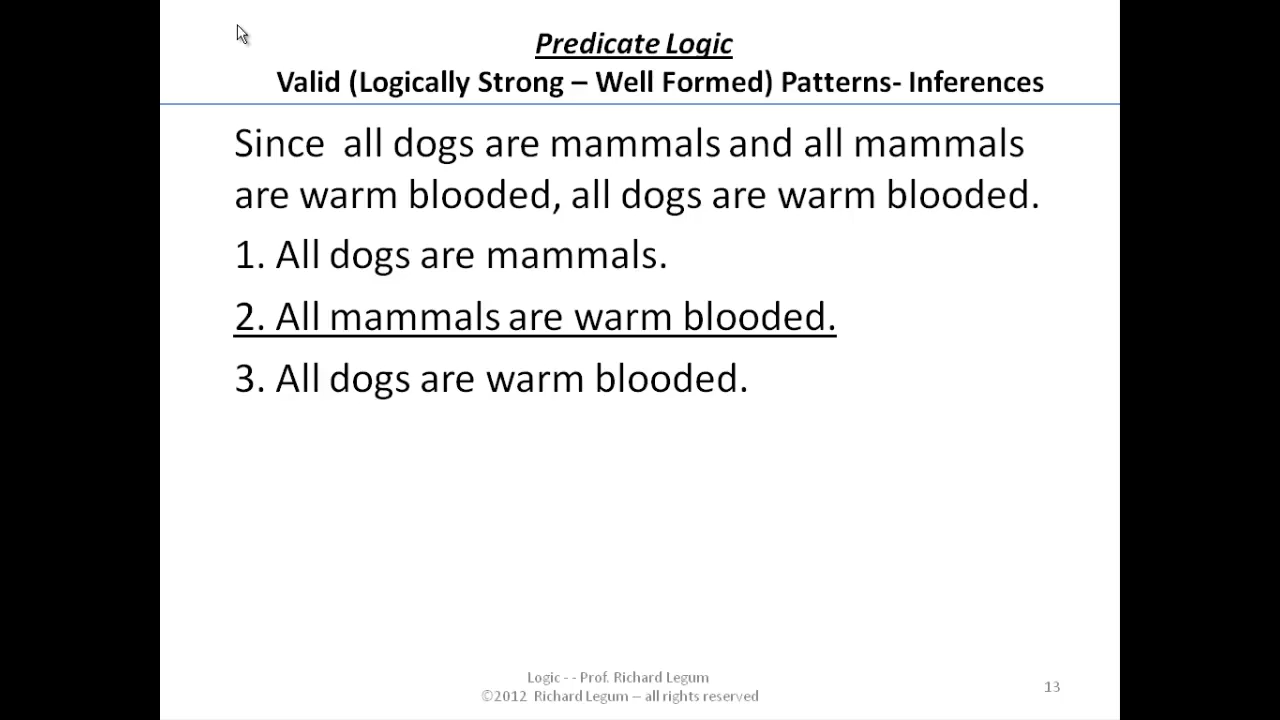 Predicate Logic
Valid (Logically Strong – Well Formed) Patterns- Inferences
Since all dogs are mammals and all mammals
are warm blooded, all dogs are warm blooded.
1. All dogs are mammals.
2. All mammals are warm blooded.
3. All dogs are warm blooded.
Logic - - Prof. Richard Legum
©2012 Richard Legum – all rights reserved
13